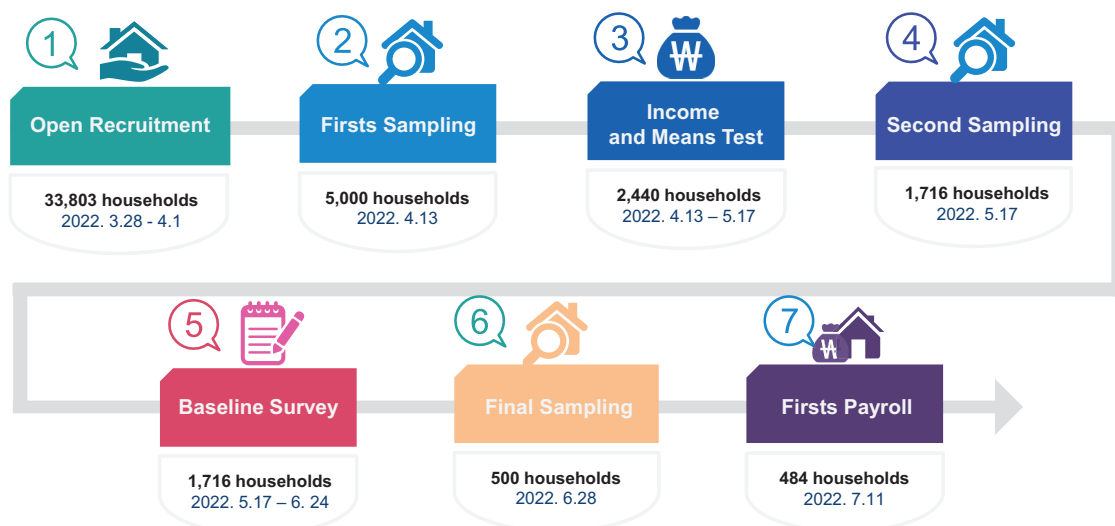 1
Open Recruitment
33,803 households
2022. 3.28 - 4.1
2
Firsts Sampling
5,000 households
2022. 4.13
3
₩
Income
and Means Test
2,440 households
2022. 4.13 – 5.17
4
Second Sampling
1,716 households
2022. 5.17
5
Baseline Survey
1,716 households
2022. 5.17 – 6. 24
6
Final Sampling
500 households
2022. 6.28
7
₩
Firsts Payroll
484 households
2022. 7.11